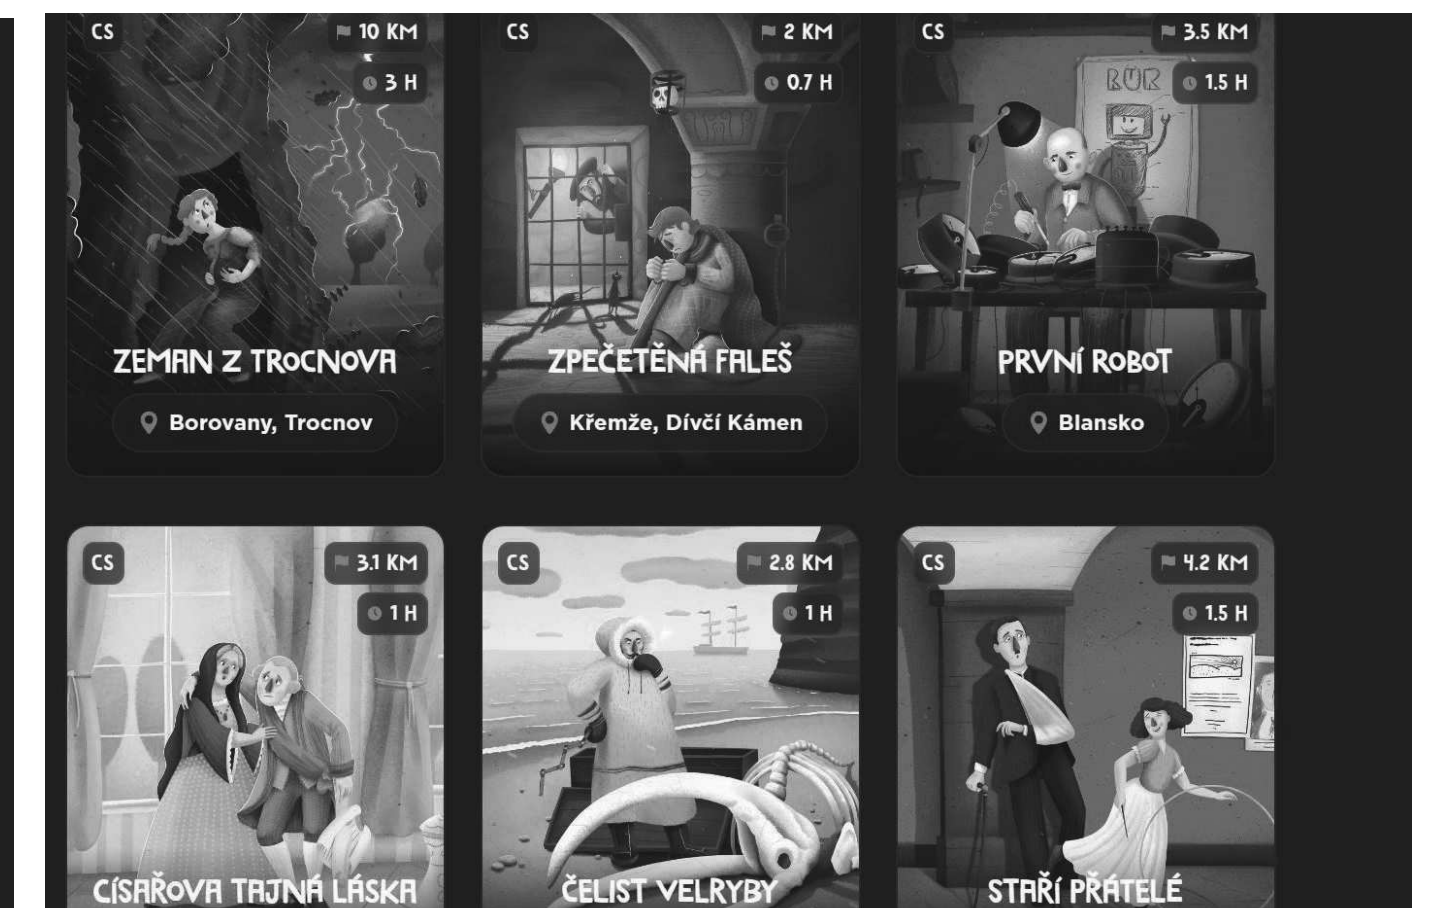 CS
10 KM
3 H
ZEMAN Z TROCNOVA
Borovany, Trocnov
CS
2 KM
0.7 H
ZPEČETĚNÁ FALEŠ
Křemže, Dívčí Kámen
CS
3.5 KM
1.5 H
RUR
PRVNÍ ROBOT
Blansko
CS
3.1 KM
1 H
CÍSAŘOVA TAJNÁ LÁSKA
CS
2.8 KM
1 H
ČELIST VELRYBY
CS
4.2 KM
1.5 H
STAŘÍ PŘÁTELÉ